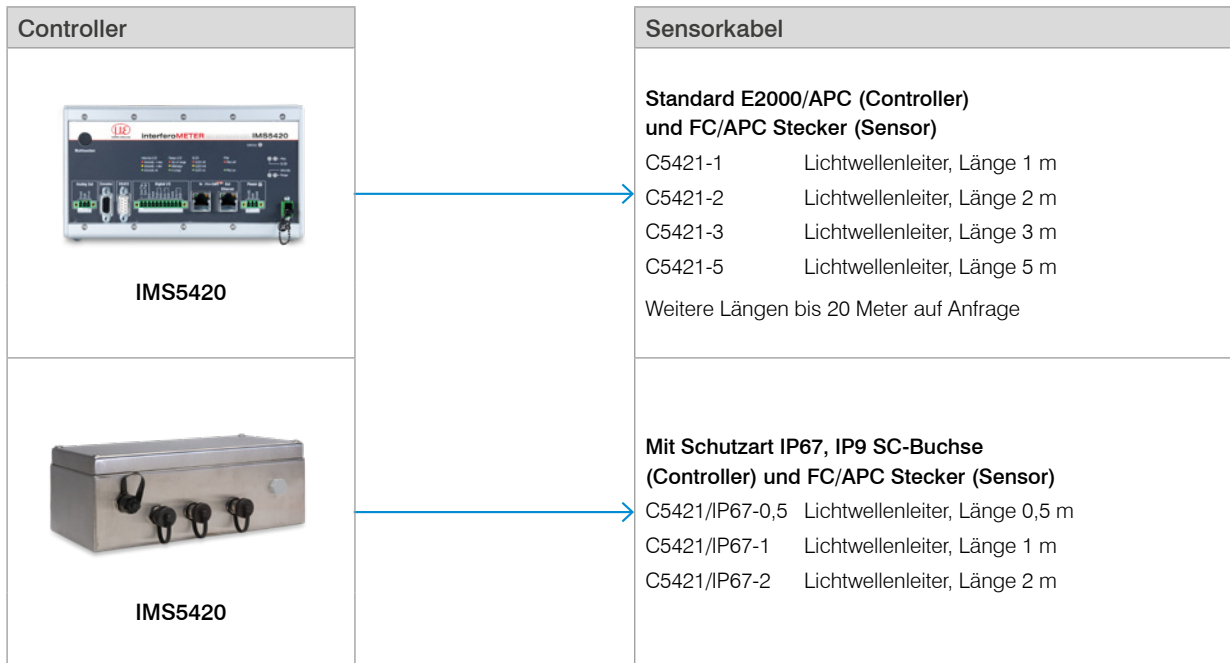 Controller
Sensorkabel
interferoMETER
IMS5420
IMS5420
Standard E2000/APC (Controller)
und FC/APC Stecker (Sensor)
C5421-1 Lichtwellenleiter, Länge 1 m
C5421-2 Lichtwellenleiter, Länge 2 m
C5421-3 Lichtwellenleiter, Länge 3 m
C5421-5 Lichtwellenleiter, Länge 5 m
Weitere Längen bis 20 Meter auf Anfrage
IMS5420
Mit Schutzart IP67, IP9 SC-Buchse
(Controller) und FC/APC Stecker (Sensor)
C5421/IP67-0,5 Lichtwellenleiter, Länge 0,5 m
C5421/IP67-1 Lichtwellenleiter, Länge 1 m
C5421/IP67-2 Lichtwellenleiter, Länge 2 m